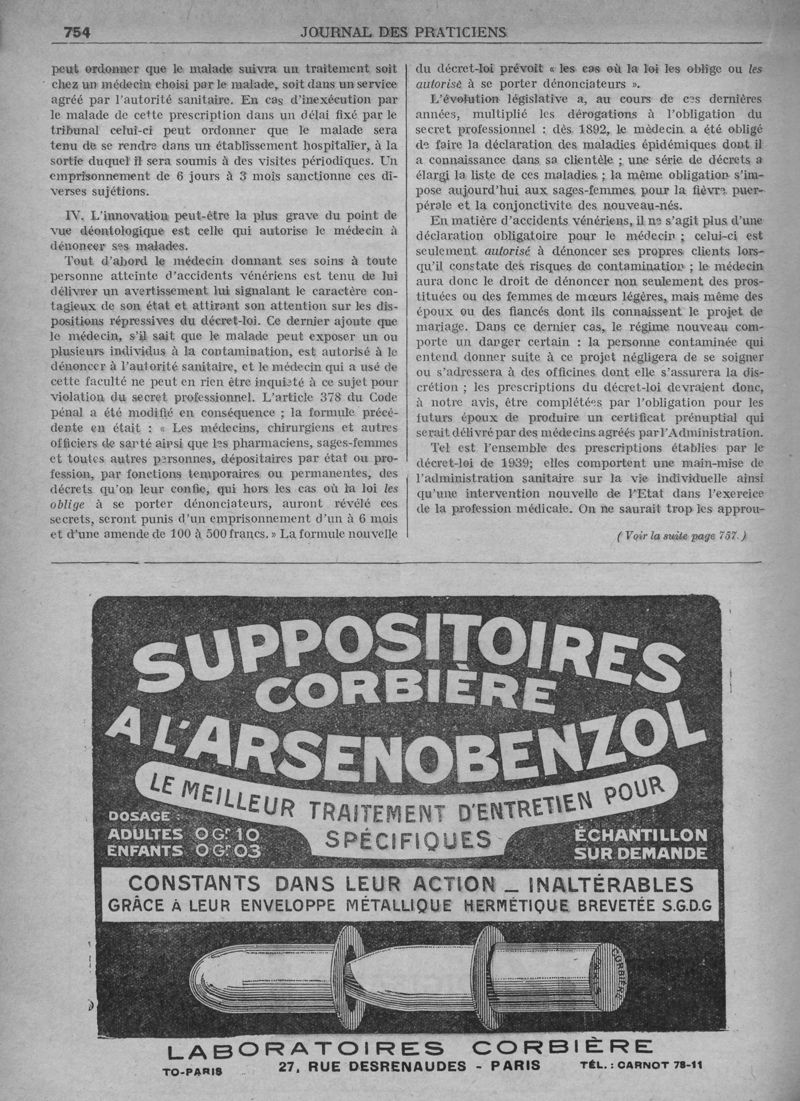 754
JOURNAL DES PRATICIENS
peut ordonner que le malade suivra un traitement soit
chez un médecin choisi par le malade, soit dans un service
agréé par l'autorité sanitaire. En cas d'inexécution par
le malade de cette prescription dans un délai fixé par le
tribunal celui-ci peut ordonner que le malade sera
tenu de se rendre dans un établissement hospitalier, à la
sortie duquel il sera soumis à des visites périodiques. Un
emprisonnement de 6 jours à 3 mois sanctionne ces di-
verses sujétions.
IV. L'innovation peut-être la plus grave du point de
vue déontologique est celle qui autorise le médecin à
dénoncer ses malades.
Tout d'abord le médecin donnant ses soins à toute
personne atteinte d'accidents vénériens est tenu de lui
délivrer un avertissement lui signalant le caractère con-
tagieux de son état et attirant son attention sur les dis-
positions répressives du décret-loi. Ce dernier ajoute que
le médecin, s'il sait que le malade peut exposer un ou
plusieurs individus à la contamination, est autorisé à le
dénoncer à l'autorité sanitaire, et le médecin qui a usé de
cette faculté ne peut en rien être inquiété à ce sujet pour
violation du secret professionnel. L'article 378 du Code
pénal a été modifié en conséquence ; la formule précé-
dente en était : « Les médecins, chirurgiens et autres
officiers de santé ainsi que les pharmaciens, sages-femmes
et toutes autres personnes, dépositaires par état ou pro-
fession, par fonctions temporaires ou permanentes, des
décrets qu'on leur confie, qui hors les cas où la loi les
oblige à se porter dénonciateurs, auront révélé ces
secrets, seront punis d'un emprisonnement d'un à 6 mois
et d'une amende de 100 à 500 francs. » La formule nouvelle
du décret-loi prévoit « les cas où la loi les oblige ou les
autorise à se porter dénonciateurs ».
L'évolution législative a, au cours de ces dernières
années, multiplié les dérogations à l'obligation du
secret professionnel : dès 1892, le médecin a été obligé
de faire la déclaration des maladies épidémiques dont il
a connaissance dans sa clientèle ; une série de décrets a
élargi la liste de ces maladies ; la même obligation s'im-
pose aujourd'hui aux sages-femmes pour la fièvre puer-
pérale et la conjonctivite des nouveau-nés.
En matière d'accidents vénériens, il ne s'agit plus d'une
déclaration obligatoire pour le médecin ; celui-ci est
seulement autorisé à dénoncer ses propres clients lors-
qu'il constate des risques de contamination ; le médecin
aura donc le droit de dénoncer non seulement des pros-
tituées ou des femmes de mœurs légères, mais même des
époux ou des fiancés dont ils connaissent le projet de
mariage. Dans ce dernier cas, le régime nouveau com-
porte un danger certain : la personne contaminée qui
entend donner suite à ce projet négligera de se soigner
ou s'adressera à des officines dont elle s'assurera la dis-
crétion ; les prescriptions du décret-loi devraient donc,
à notre avis, être complétées par l'obligation pour les
futurs époux de produire un certificat prénuptial qui
serait délivré par des médecins agréés par l'Administration.
Tel est l'ensemble des prescriptions établies par le
décret-loi de 1939; elles comportent une main-mise de
l'administration sanitaire sur la vie individuelle ainsi
qu'une intervention nouvelle de l'Etat dans l'exercice
de la profession médicale. On ne saurait trop les approu-
(Voir la suite page 757.)
SUPPOSITOIRES
CORBIÈRE
A L'ARSENOBENZOL
LE MEILLEUR TRAITEMENT D'ENTRETIEN POUR
SPÉCIFIQUES
DOSAGE :
ADULTES 0 Gr 10
ENFANTS 0 Gr 03
ÉCHANTILLON
SUR DEMANDE
CONSTANTS DANS LEUR ACTION _ INALTÉRABLES
GRÂCE À LEUR ENVELOPPE MÉTALLIQUE HERMÉTIQUE BREVETÉE S.G.D.G
CORBIÈRE
LABORATOIRES CORBIÈRE
TO-PARIS
27, RUE DESRENAUDES - PARIS
TÉL. : CARNOT 78-11